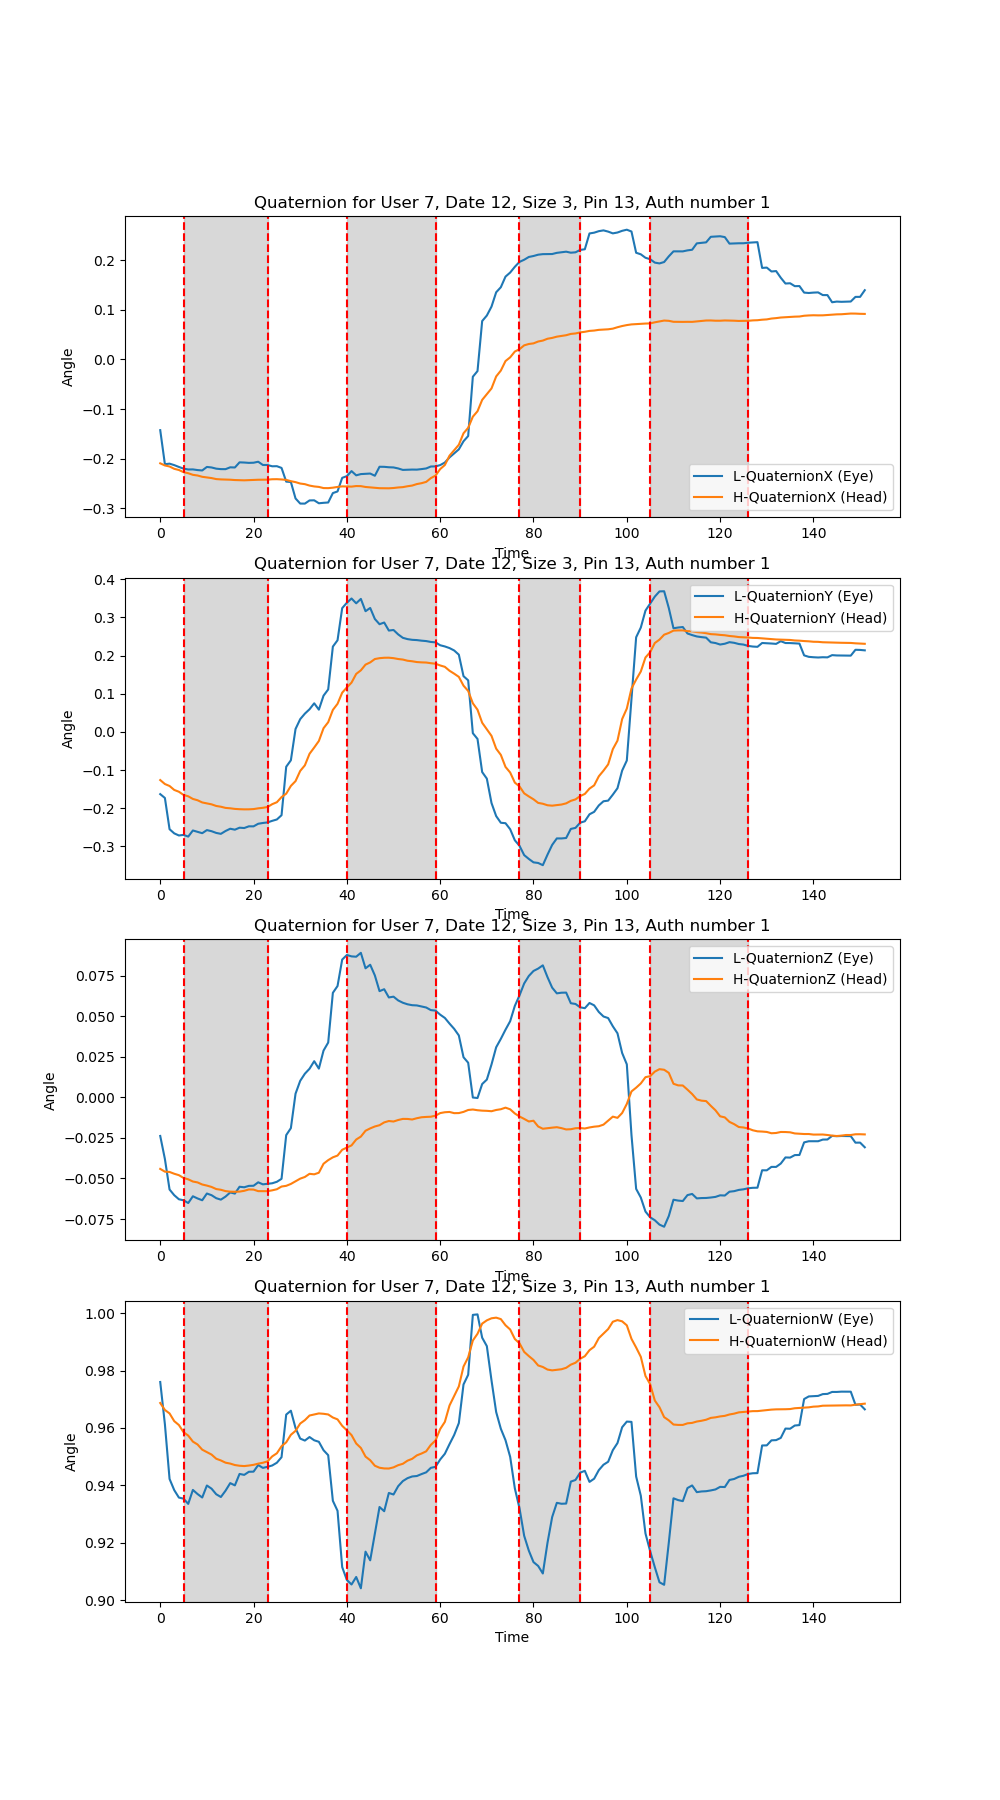 Quaternion for User 7, Date 12, Size 3, Pin 13, Auth number 1
0.2
0.1
0.0
−0.1
−0.2
−0.3
Angle
L-QuaternionX (Eye)
H-QuaternionX (Head)
0 20 40 60 80 100 120 140
Time
Quaternion for User 7, Date 12, Size 3, Pin 13, Auth number 1
0.4
0.3
0.2
0.1
0.0
−0.1
−0.2
−0.3
Angle
L-QuaternionY (Eye)
H-QuaternionY (Head)
0 20 40 60 80 100 120 140
Time
Quaternion for User 7, Date 12, Size 3, Pin 13, Auth number 1
0.075
0.050
0.025
0.000
−0.025
−0.050
−0.075
Angle
L-QuaternionZ (Eye)
H-QuaternionZ (Head)
0 20 40 60 80 100 120 140
Time
Quaternion for User 7, Date 12, Size 3, Pin 13, Auth number 1
1.00
0.98
0.96
0.94
0.92
0.90
Angle
L-QuaternionW (Eye)
H-QuaternionW (Head)
0 20 40 60 80 100 120 140
Time